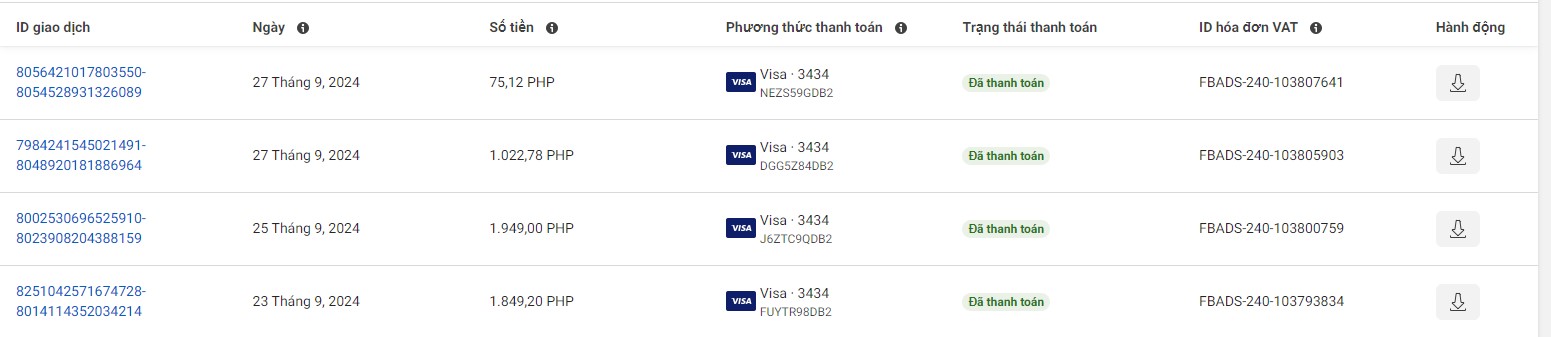 ID giao dịch Ngày Số tiền Phương thức thanh toán Trạng thái thanh toán ID hóa đơn VAT Hành động
8056421017803550-
8054528931326089
27 Tháng 9, 2024
75,12 PHP
VISA
Visa · 3434
NEZS59GDB2
Đã thanh toán
FBADS-240-103807641
7984241545021491-
8048920181886964
27 Tháng 9, 2024
1.022,78 PHP
VISA
Visa · 3434
DGG5Z84DB2
Đã thanh toán
FBADS-240-103805903
8002530696525910-
8023908204388159
25 Tháng 9, 2024
1.949,00 PHP
VISA
Visa · 3434
J6ZTC9QDB2
Đã thanh toán
FBADS-240-103800759
8251042571674728-
8014114352034214
23 Tháng 9, 2024
1.849,20 PHP
VISA
Visa · 3434
FUYTR98DB2
Đã thanh toán
FBADS-240-103793834